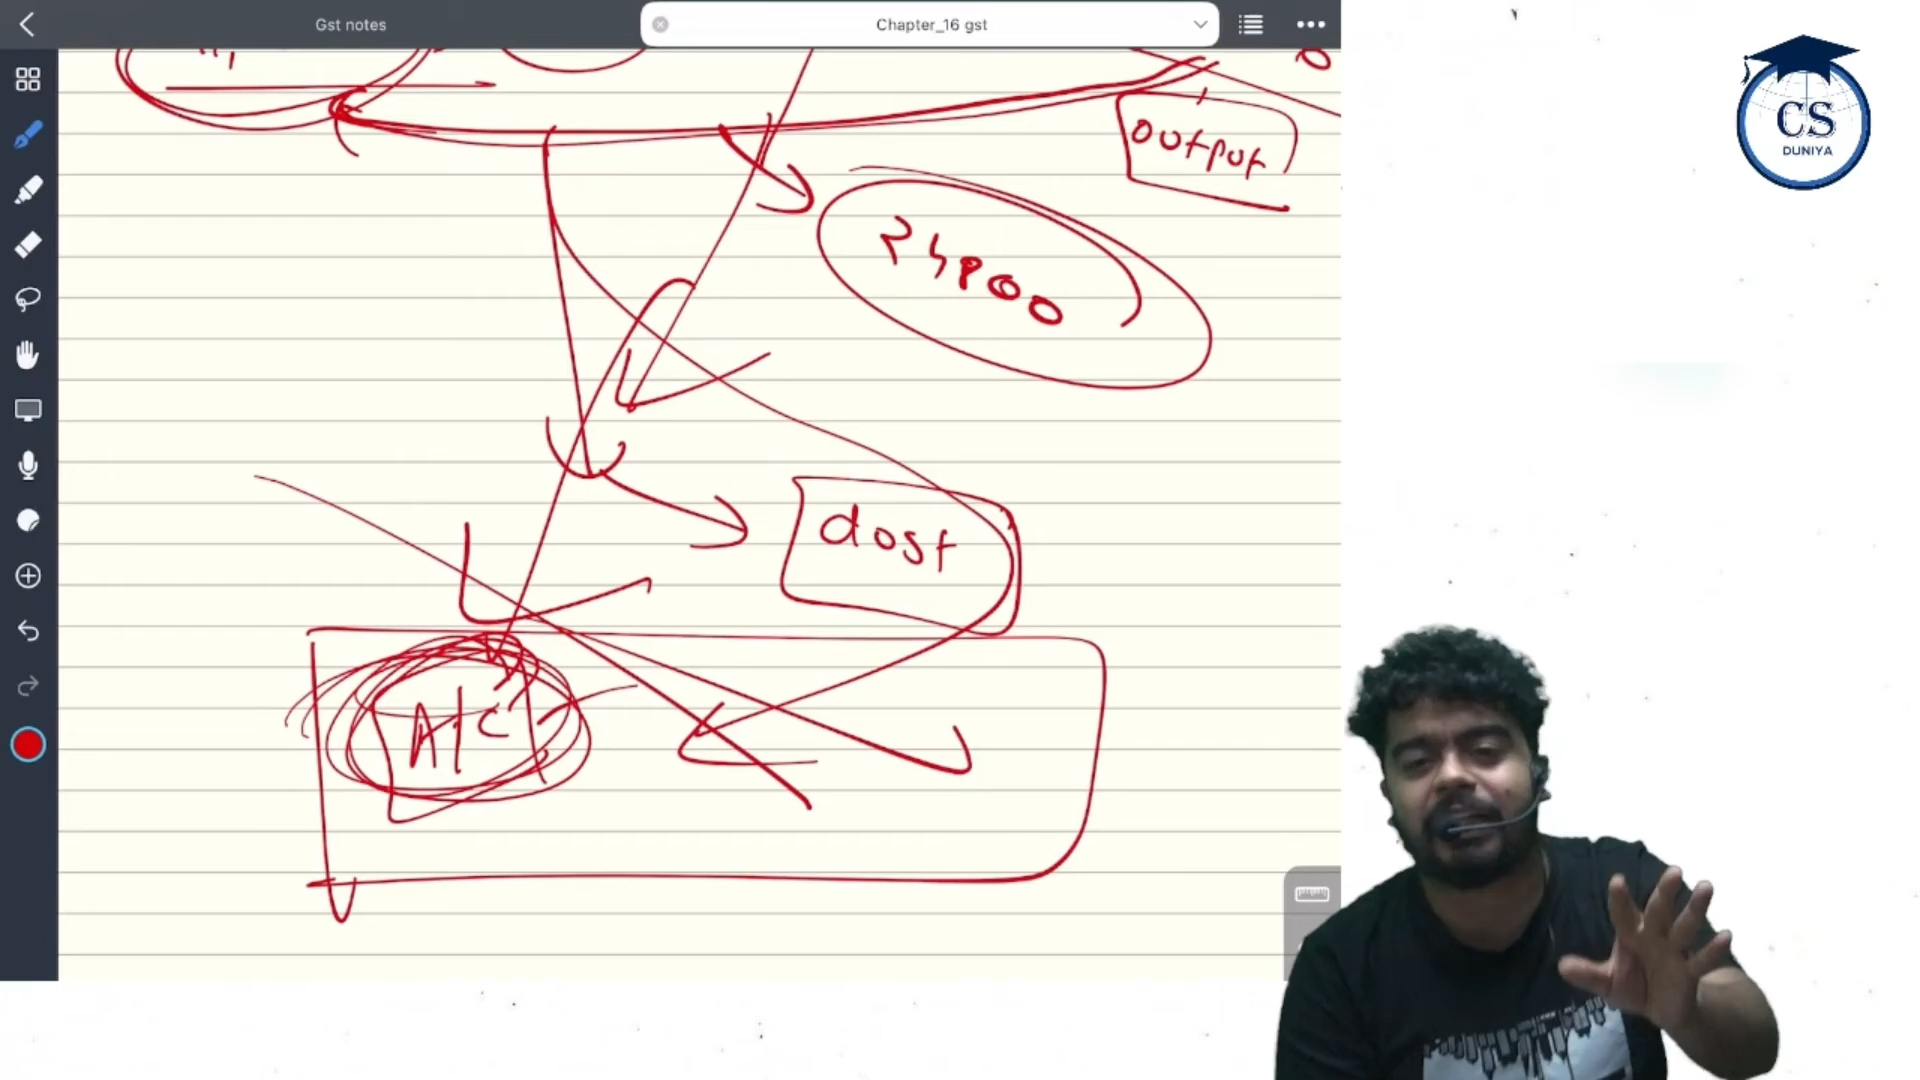 Gst notes
Chapter_16 gst
CS
DUNIYA
output
24800
dost
A/C